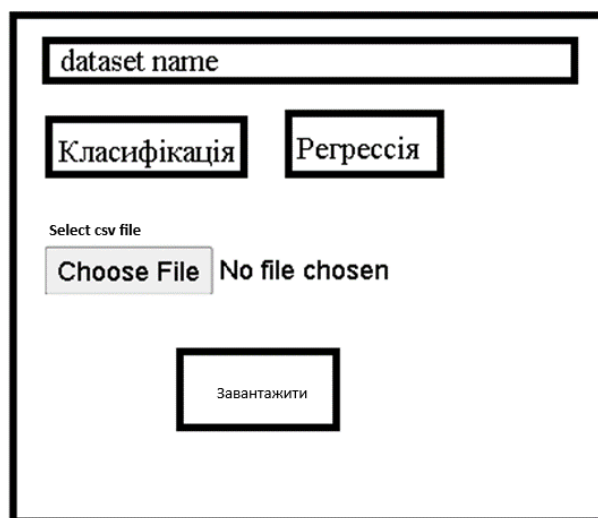 dataset name
Класифікація Регрессія
Select csv file
Choose File No file chosen
Завантажити